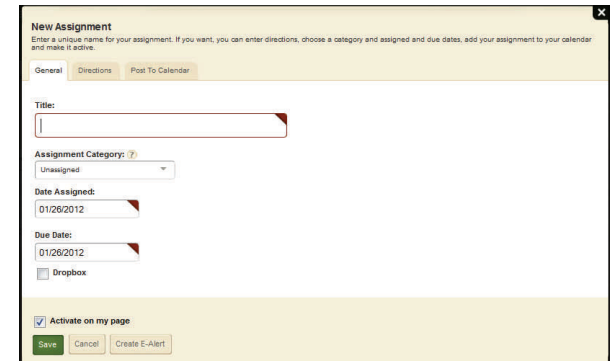 New Assignment
Enter a unique name for your assignment. If you want, you can enter directions, choose a category and assigned and due dates, add your assignment to your calendar
and make it active.
General Directions Post To Calendar
Title:
Assignment Category: ?
Unassigned
Date Assigned:
01/26/2012
Due Date:
01/26/2012
Dropbox
Activate on my page
Save Cancel Create E-Alert